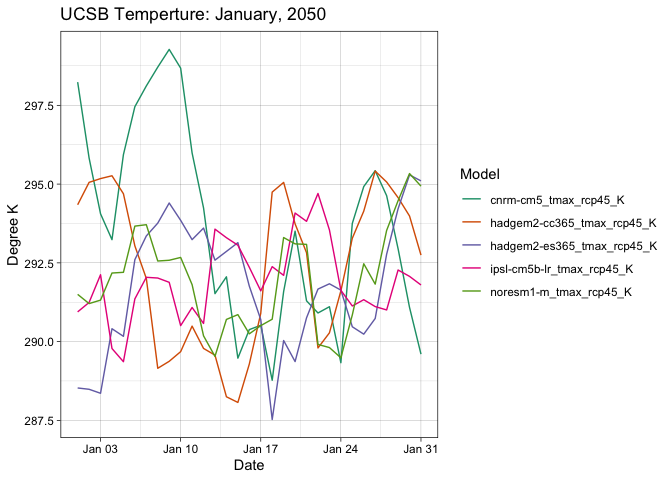 UCSB Temperture: January, 2050
Degree K
297.5
295.0
292.5
290.0
287.5
Jan 03
Jan 10
Jan 17
Jan 24
Jan 31
Date
Model
cnrm-cm5_tmax_rcp45_K
hadgem2-cc365_tmax_rcp45_K
hadgem2-es365_tmax_rcp45_K
ipsl-cm5b-lr_tmax_rcp45_K
noresm1-m_tmax_rcp45_K